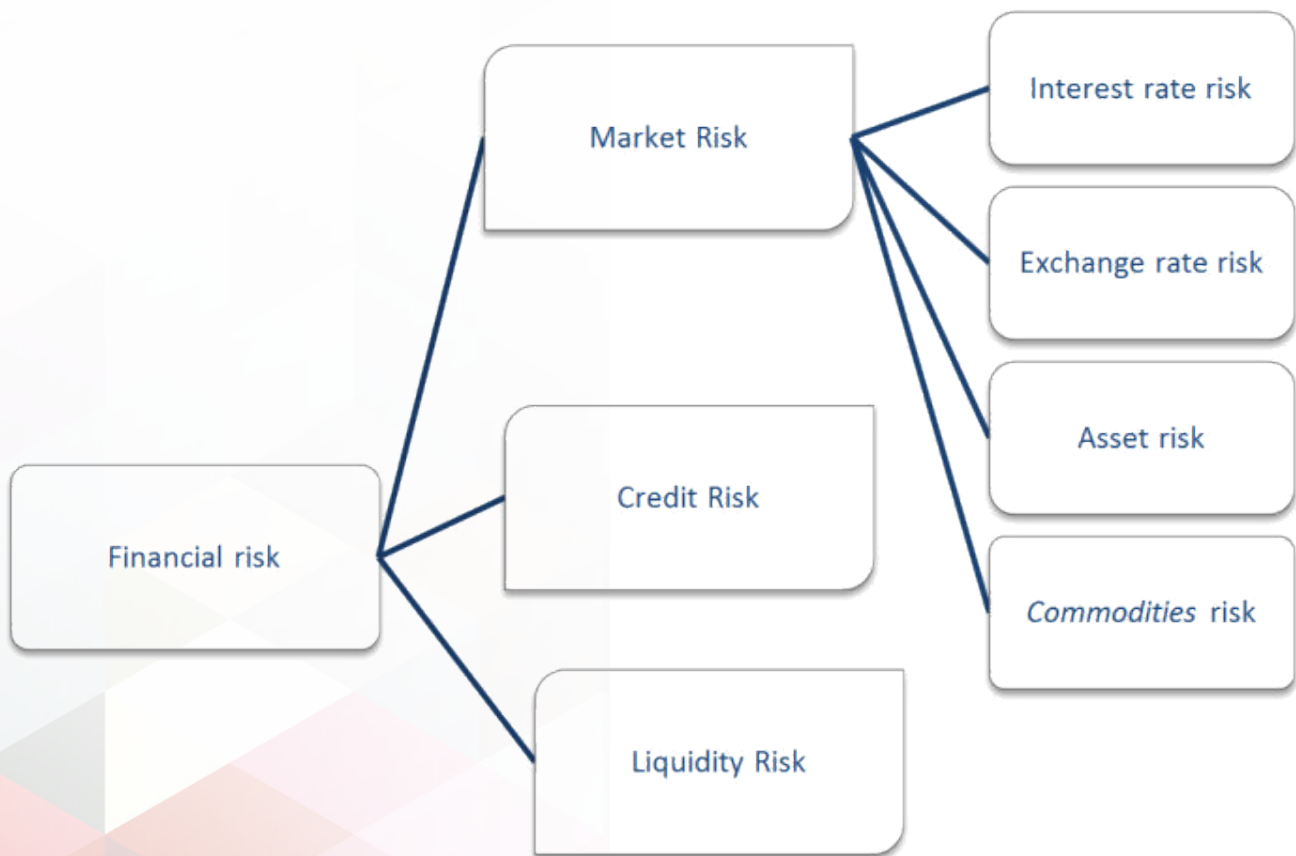 Financial risk
Market Risk
Credit Risk
Liquidity Risk
Interest rate risk
Exchange rate risk
Asset risk
Commodities risk